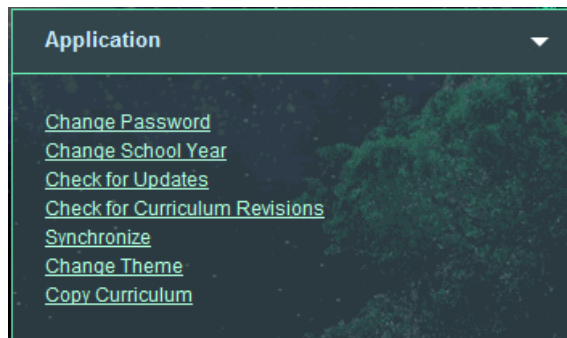 Application
Change Password
Change School Year
Check for Updates
Check for Curriculum Revisions
Synchronize
Change Theme
Copy Curriculum